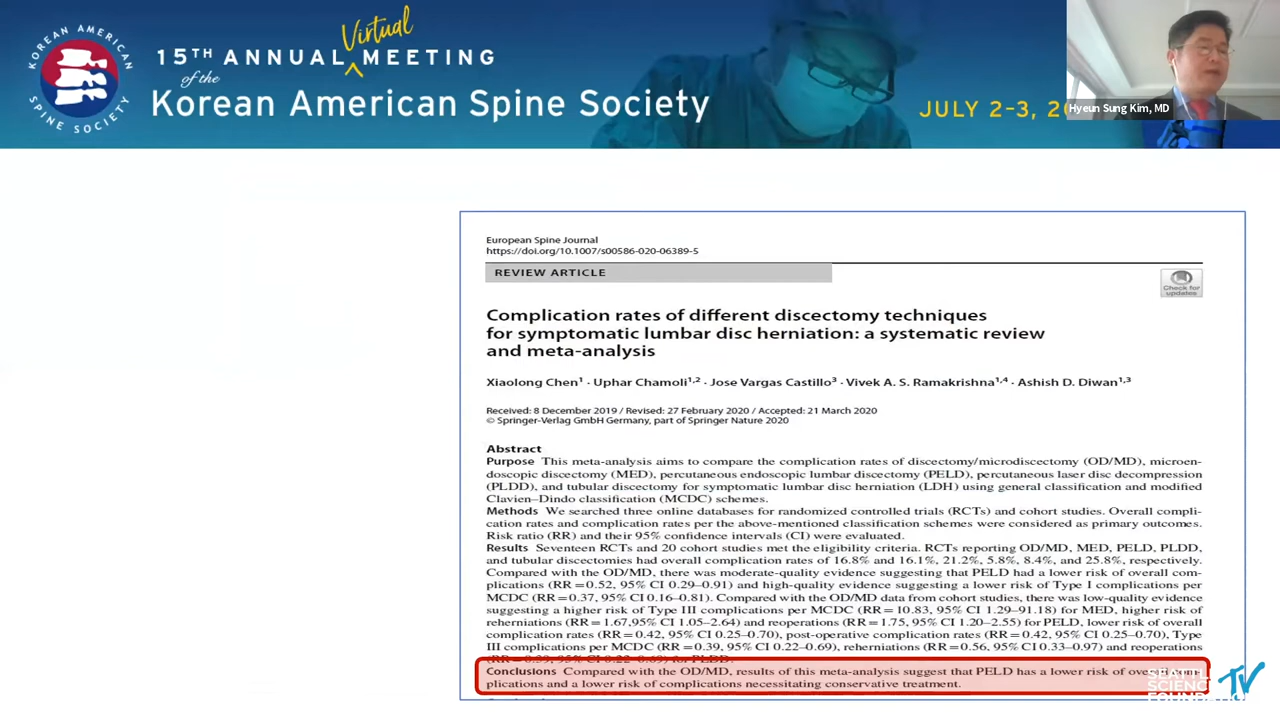 KOREAN AMERICAN
SPINE SOCIETY
Virtual
15TH ANNUAL MEETING
of the
Korean American Spine Society
JULY 2-3, 2
Hyeun Sung Kim, MD
European Spine Journal
https://doi.org/10.1007/s00586-020-06389-5
REVIEW ARTICLE
Check for
updates
Complication rates of different discectomy techniques
for symptomatic lumbar disc herniation: a systematic review
and meta-analysis
Xiaolong Chen1 · Uphar Chamoli1,2 · Jose Vargas Castillo3 · Vivek A. S. Ramakrishna1,4 · Ashish D. Diwan1,3
Received: 8 December 2019 / Revised: 27 February 2020 / Accepted: 21 March 2020
© Springer-Verlag GmbH Germany, part of Springer Nature 2020
Abstract
Purpose This meta-analysis aims to compare the complication rates of discectomy/microdiscectomy (OD/MD), microen-
doscopic discectomy (MED), percutaneous endoscopic lumbar discectomy (PELD), percutaneous laser disc decompression
(PLDD), and tubular discectomy for symptomatic lumbar disc herniation (LDH) using general classification and modified
Clavien–Dindo classification (MCDC) schemes.
Methods We searched three online databases for randomized controlled trials (RCTs) and cohort studies. Overall compli-
cation rates and complication rates per the above-mentioned classification schemes were considered as primary outcomes.
Risk ratio (RR) and their 95% confidence intervals (CI) were evaluated.
Results Seventeen RCTs and 20 cohort studies met the eligibility criteria. RCTs reporting OD/MD, MED, PELD, PLDD,
and tubular discectomies had overall complication rates of 16.8% and 16.1%, 21.2%, 5.8%, 8.4%, and 25.8%, respectively.
Compared with the OD/MD, there was moderate-quality evidence suggesting that PELD had a lower risk of overall com-
plications (RR=0.52, 95% CI 0.29–0.91) and high-quality evidence suggesting a lower risk of Type I complications per
MCDC (RR=0.37, 95% CI 0.16–0.81). Compared with the OD/MD data from cohort studies, there was low-quality evidence
suggesting a higher risk of Type III complications per MCDC (RR=10.83, 95% CI 1.29–91.18) for MED, higher risk of
reherniations (RR=1.67,95% CI 1.05–2.64) and reoperations (RR=1.75, 95% CI 1.20–2.55) for PELD, lower risk of overall
complication rates (RR=0.42, 95% CI 0.25–0.70), post-operative complication rates (RR=0.42, 95% CI 0.25–0.70), Type
III complications per MCDC (RR=0.39, 95% CI 0.22–0.69), reherniations (RR=0.56, 95% CI 0.33–0.97) and reoperations
(RR=0.39, 95% CI 0.22–0.69) for PLDD.
Conclusions Compared with the OD/MD, results of this meta-analysis suggest that PELD has a lower risk of
plications and a lower risk of complications necessitating conservative treatment.
SEATTLE
SCIENCE
FOUNDATION
TV